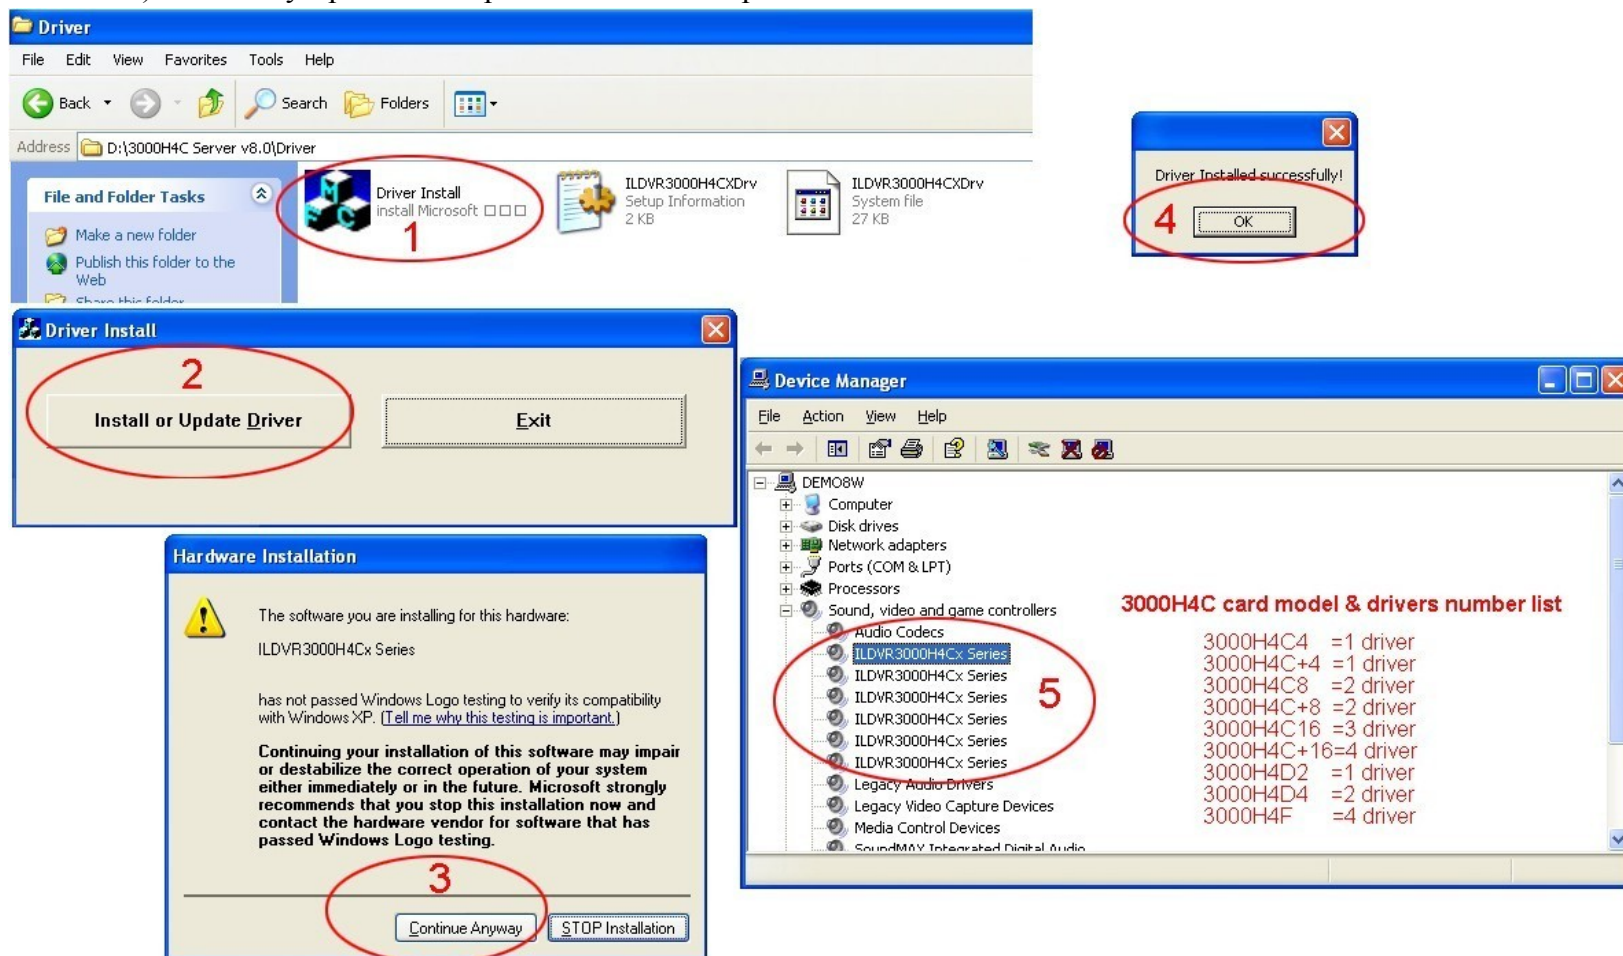 Driver
File Edit View Favorites Tools Help
Back Search Folders
Address D:\3000H4C Server v8.0\Driver
File and Folder Tasks
Make a new folder
Publish this folder to the
Web
Share this folder
Driver Install
install Microsoft □□□
1
ILDVR3000H4CXDrv
Setup Information
2 KB
ILDVR3000H4CXDrv
System file
27 KB
Driver Installed successfully!
4 OK
Driver Install
2
Install or Update Driver Exit
Hardware Installation
The software you are installing for this hardware:
ILDVR3000H4Cx Series
has not passed Windows Logo testing to verify its compatibility
with Windows XP. (Tell me why this testing is important.)
Continuing your installation of this software may impair
or destabilize the correct operation of your system
either immediately or in the future. Microsoft strongly
recommends that you stop this installation now and
contact the hardware vendor for software that has
passed Windows Logo testing.
3
Continue Anyway STOP Installation
Device Manager
File Action View Help
DEMO8W
Computer
Disk drives
Network adapters
Ports (COM & LPT)
Processors
Sound, video and game controllers
Audio Codecs
ILDVR3000H4Cx Series
ILDVR3000H4Cx Series
ILDVR3000H4Cx Series
ILDVR3000H4Cx Series
ILDVR3000H4Cx Series
ILDVR3000H4Cx Series
5
Legacy Audio Drivers
Legacy Video Capture Devices
Media Control Devices
SoundMAX Integrated Digital Audio
3000H4C card model & drivers number list
3000H4C4 =1 driver
3000H4C+4 =1 driver
3000H4C8 =2 driver
3000H4C+8 =2 driver
3000H4C16 =3 driver
3000H4C+16=4 driver
3000H4D2 =1 driver
3000H4D4 =2 driver
3000H4F =4 driver